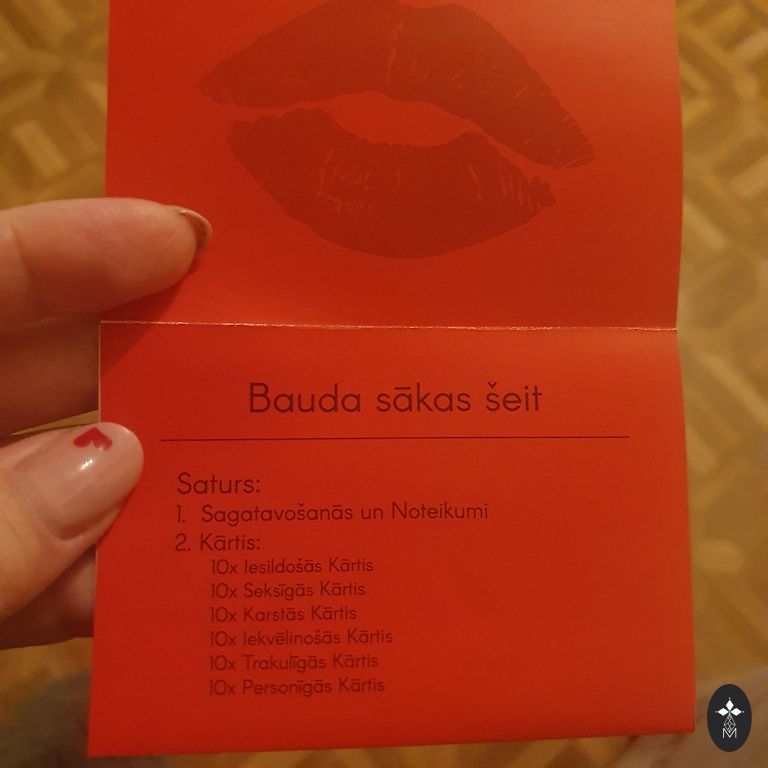 Bauda sākas šeit
Saturs:
1. Sagatavošanās un Noteikumi
2. Kārtis:
10x Iesildošās Kārtis
10x Seksīgās Kārtis
10x Karstās Kārtis
10x Iekvēlinošās Kārtis
10x Trakulīgās Kārtis
10x Personīgās Kārtis
M